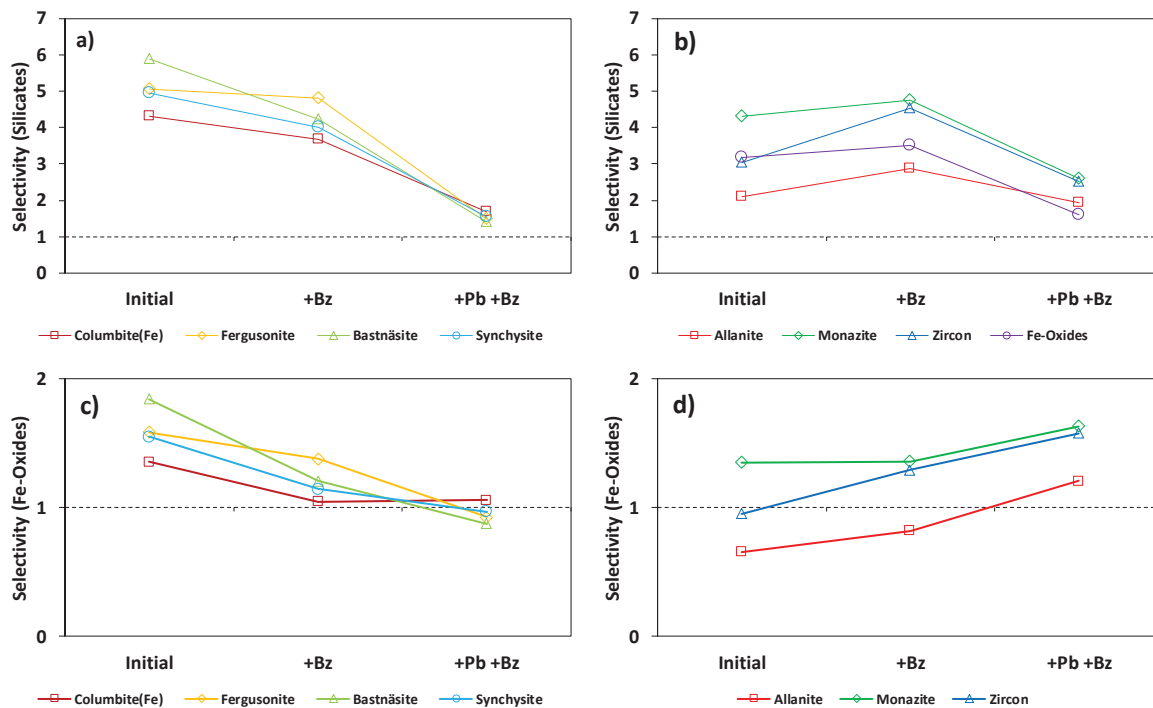 a)
Selectivity (Silicates)
7
6
5
4
3
2
1
0
Initial +Bz +Pb +Bz
Columbite(Fe) Fergusonite Bastnäsite Synchysite
b)
Selectivity (Silicates)
7
6
5
4
3
2
1
0
Initial +Bz +Pb +Bz
Allanite Monazite Zircon Fe-Oxides
c)
Selectivity (Fe-Oxides)
2
1
0
Initial +Bz +Pb +Bz
Columbite(Fe) Fergusonite Bastnäsite Synchysite
d)
Selectivity (Fe-Oxides)
2
1
0
Initial +Bz +Pb +Bz
Allanite Monazite Zircon